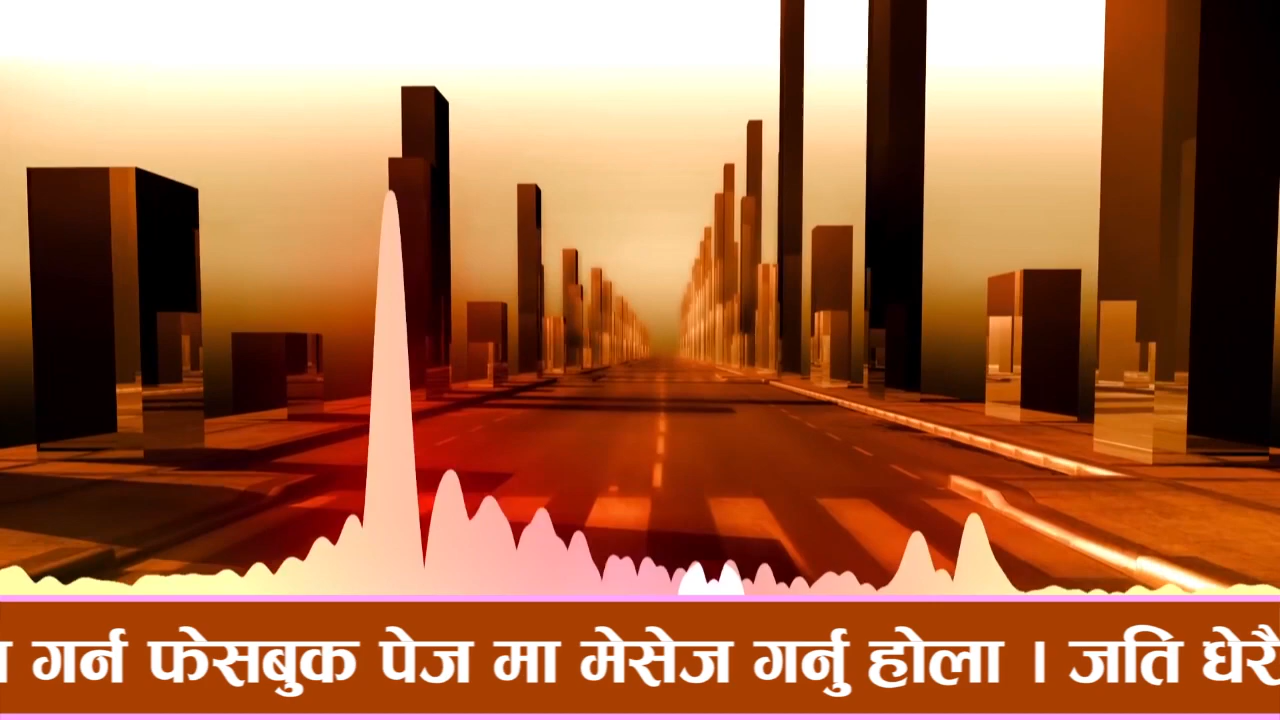 गर्न फेसबुक पेज मा मेसेज गर्नु होला । जति धेरै